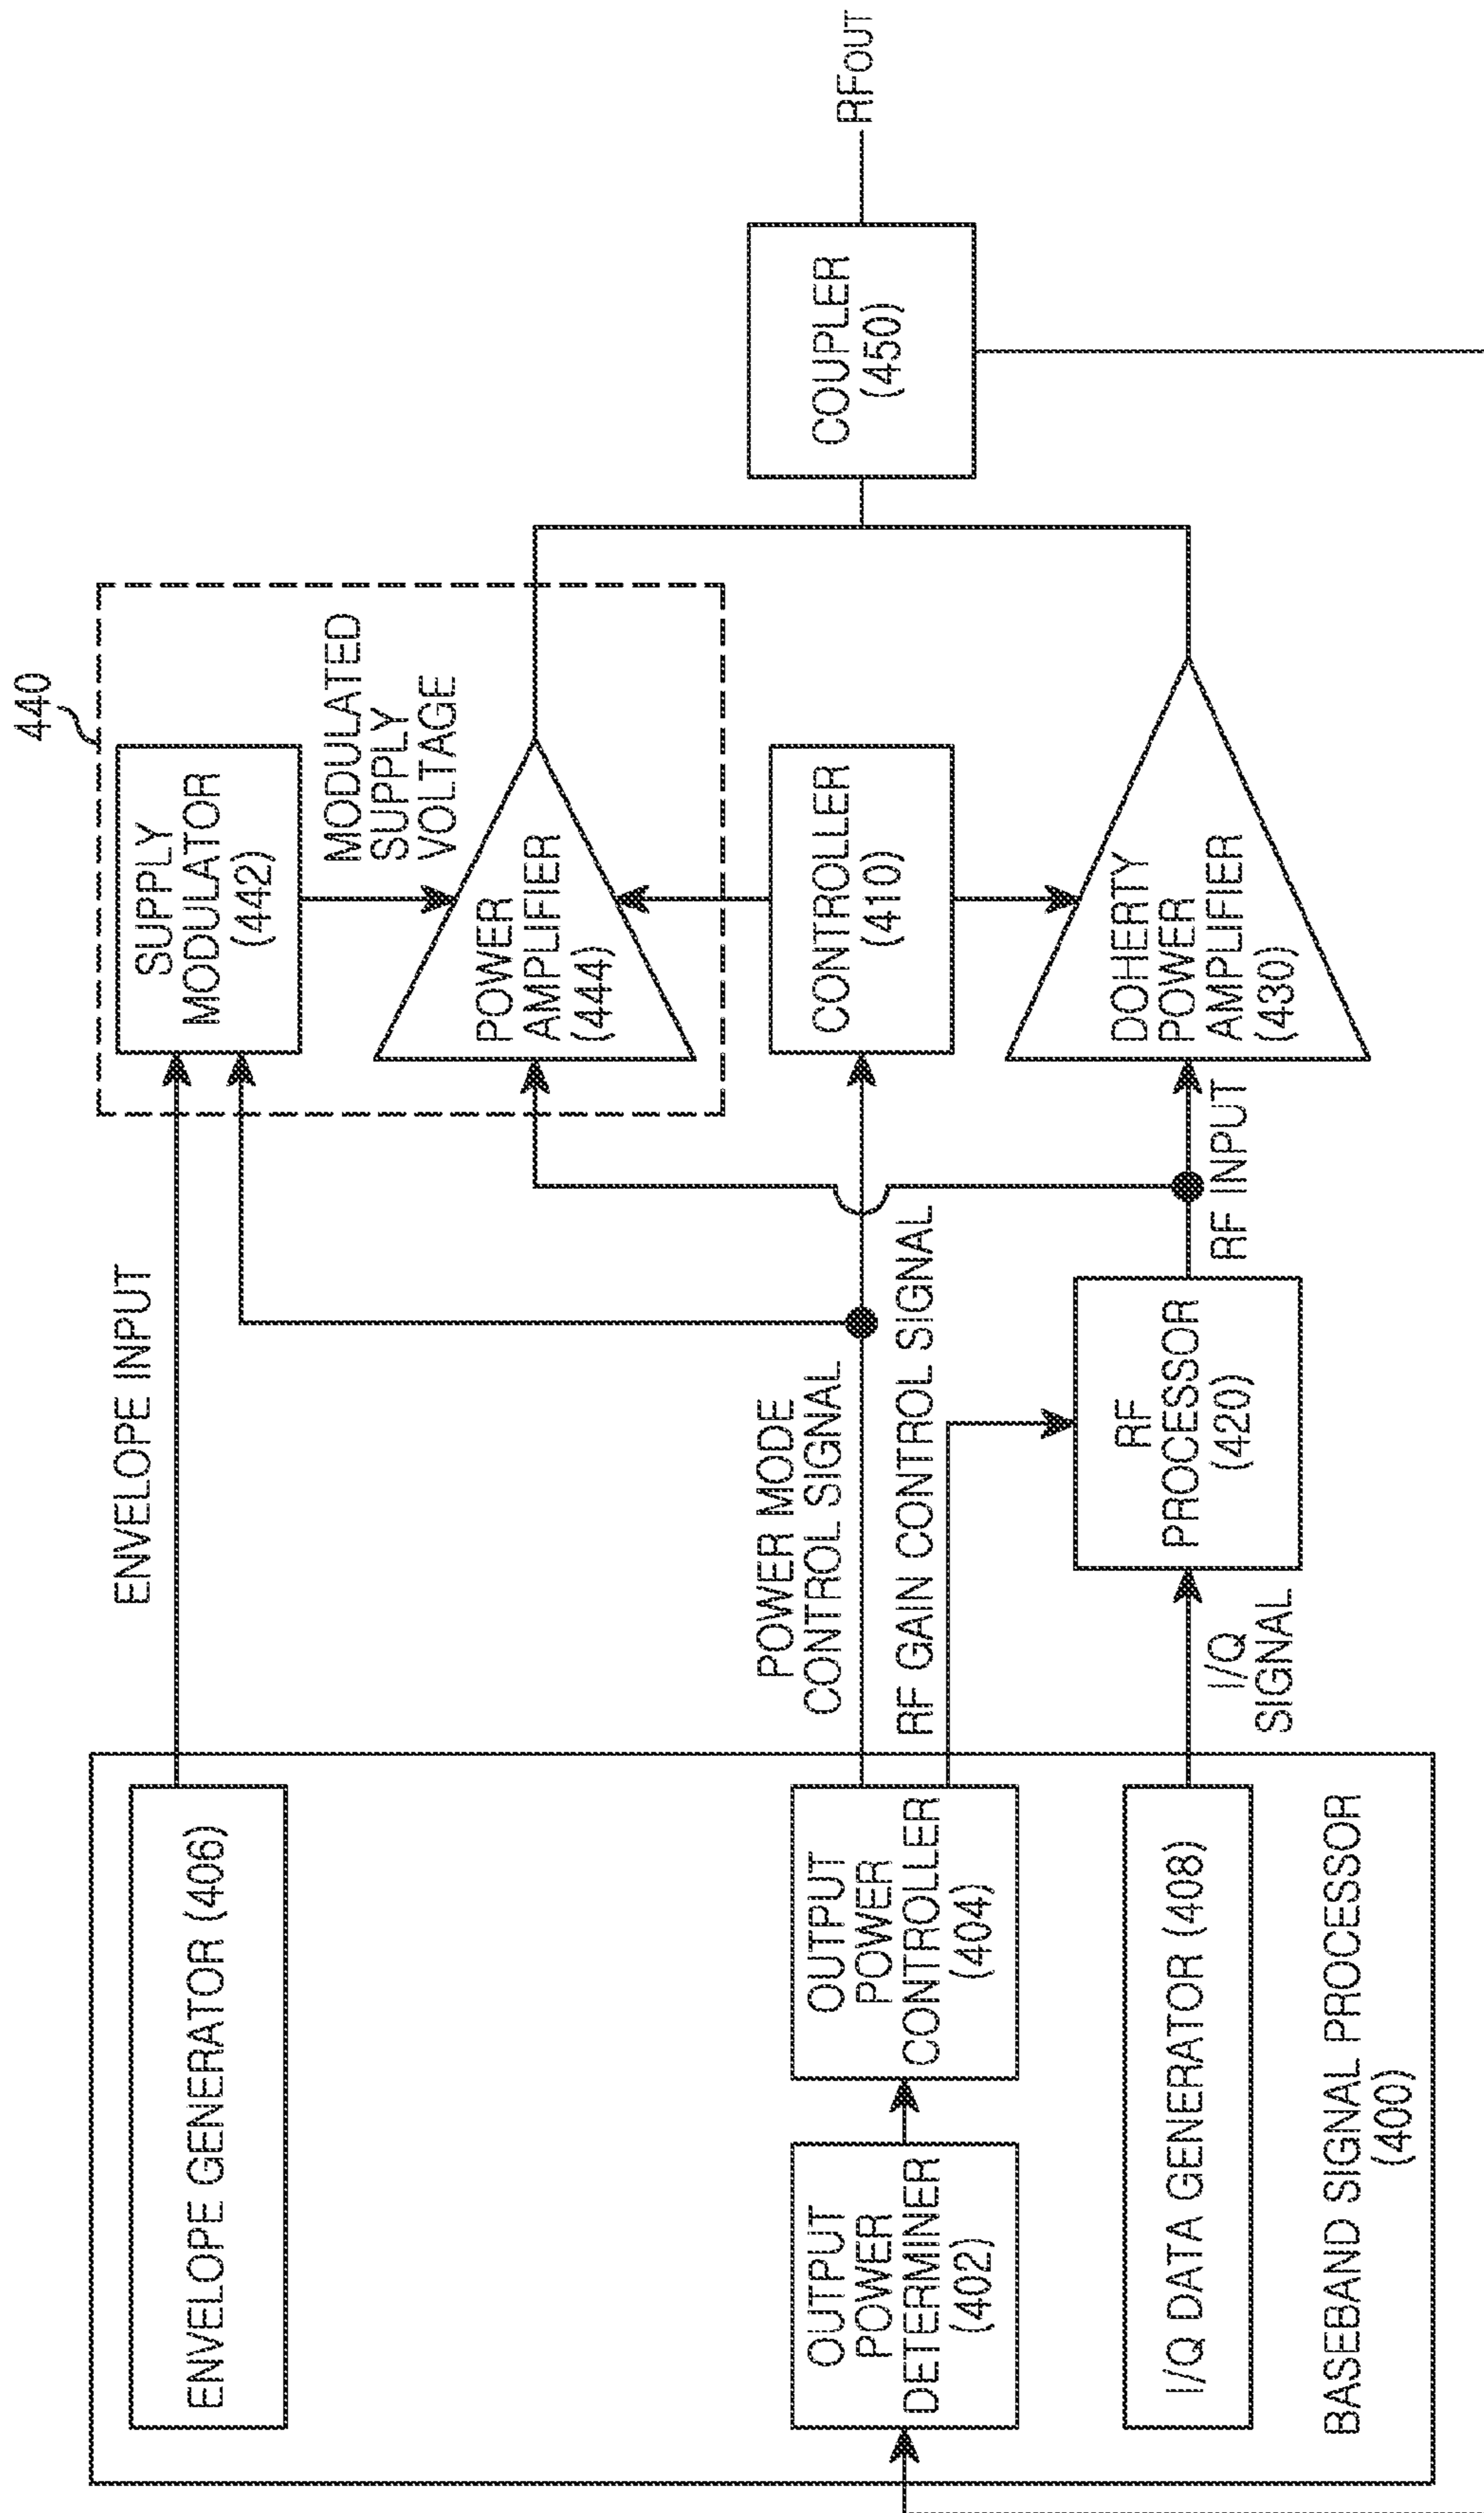 440
ENVELOPE GENERATOR (406)
ENVELOPE INPUT
SUPPLY
MODULATOR
(442)
MODULATED
SUPPLY
VOLTAGE
POWER
AMPLIFIER
(444)
OUTPUT
POWER
DETERMINER
(402)
OUTPUT
POWER
CONTROLLER
(404)
POWER MODE
CONTROL SIGNAL
RF GAIN CONTROL SIGNAL
CONTROLLER
(410)
COUPLER
(450)
RFOUT
I/Q DATA GENERATOR (408)
I/Q
SIGNAL
RF
PROCESSOR
(420)
RF INPUT
DOHERTY
POWER
AMPLIFIER
(430)
BASEBAND SIGNAL PROCESSOR
(400)